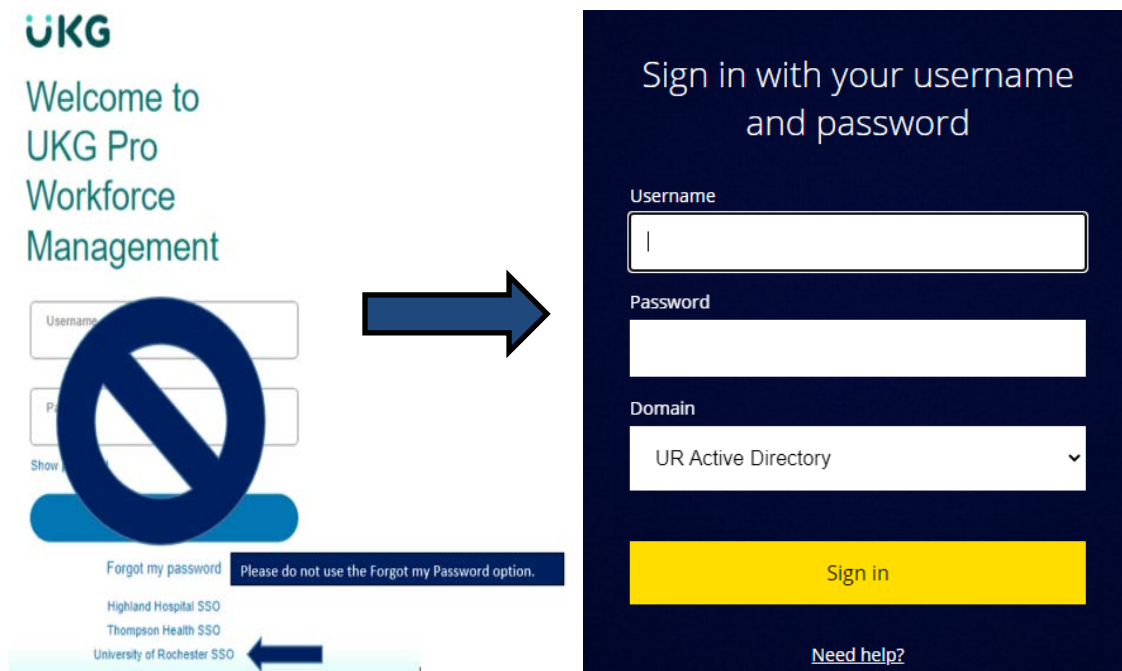 UKG
Welcome to
UKG Pro
Workforce
Management
Username
Show
Forgot my password
Please do not use the Forgot my Password option.
Highland Hospital SSO
Thompson Health SSO
University of Rochester SSO
Sign in with your username
and password
Username
Password
Domain
UR Active Directory
Sign in
Need help?